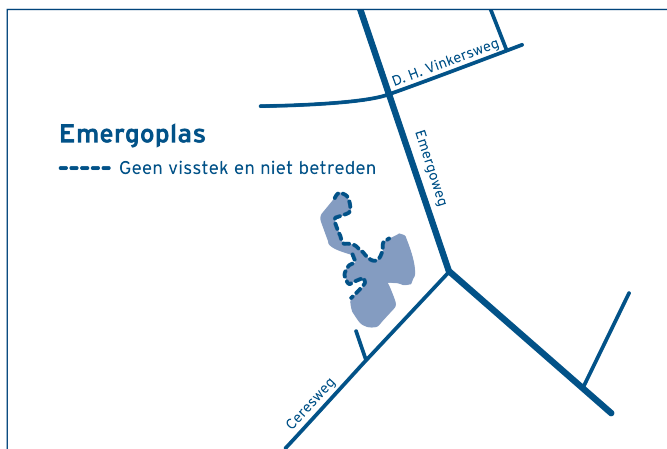 D. H. Vinkersweg
Emergoplas
Geen visstek en niet betreden
Emergoweg
Ceresweg